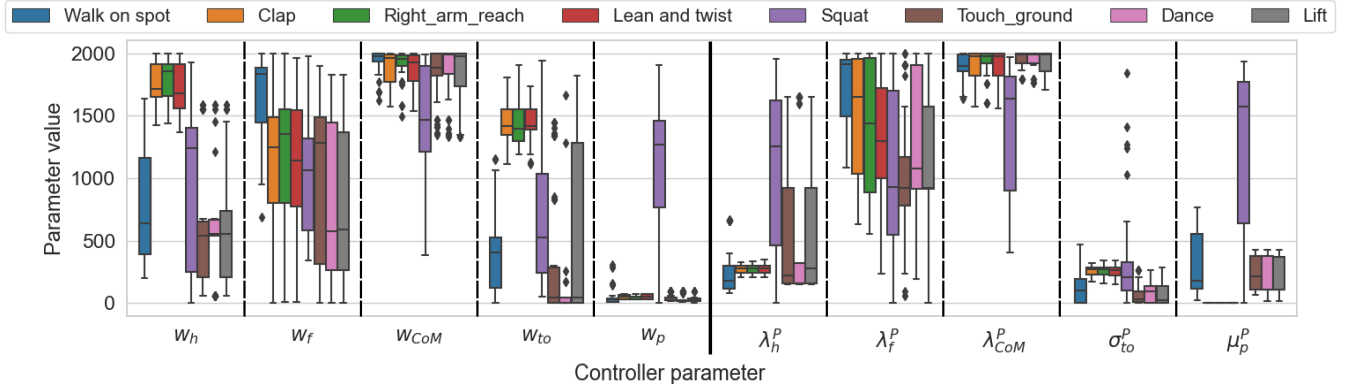 Walk on spot Clap Right_arm_reach Lean and twist Squat Touch_ground Dance Lift
2000
1500
1000
500
0
Parameter value
w_h w_f w_CoM w_to w_p λ_h^P λ_f^P λ_CoM^P σ_to^P μ_p^P
Controller parameter